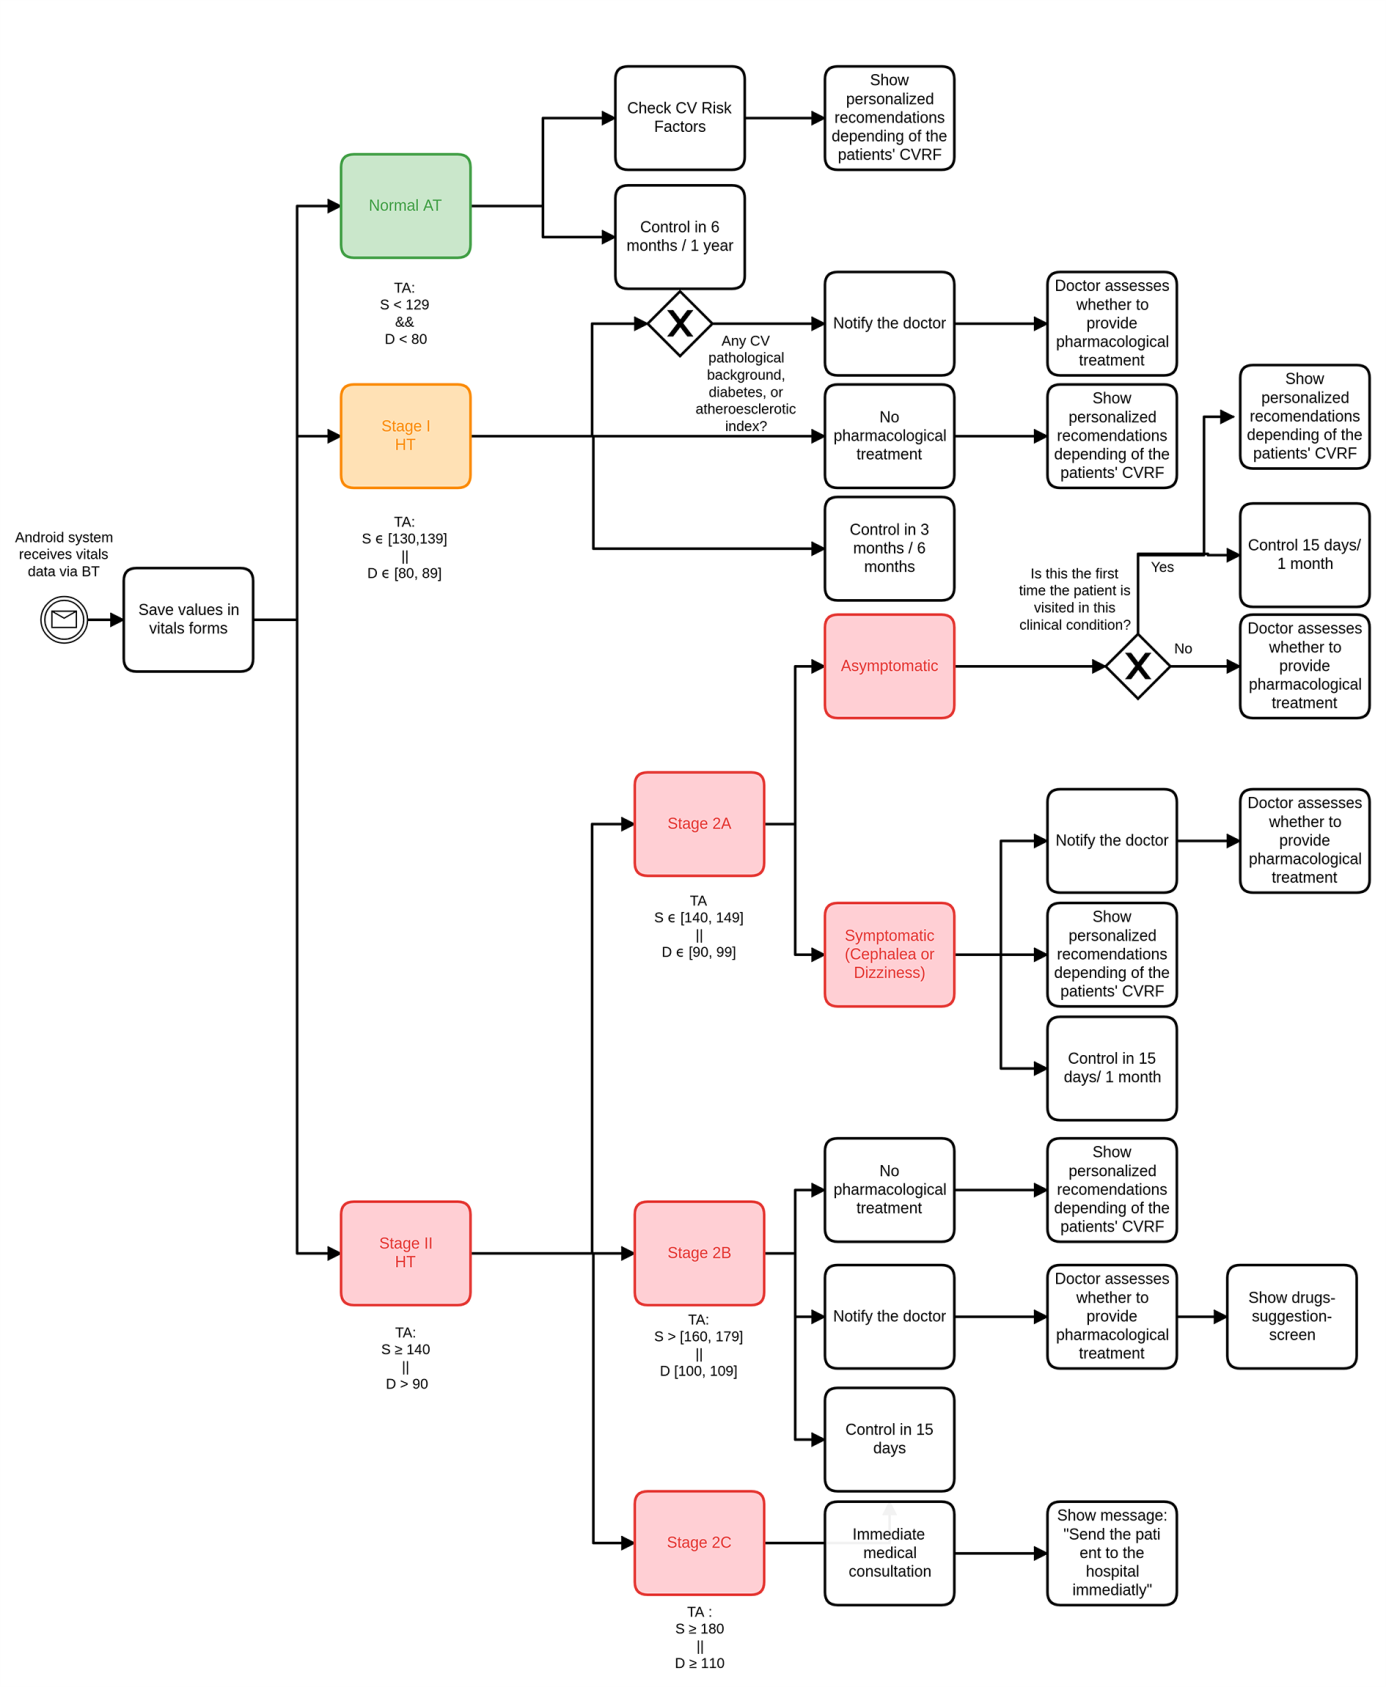 Show
personalized
recomendations
depending of the
patients' CVRF
Check CV Risk
Factors
Normal AT
Control in 6
months / 1 year
TA:
S < 129
&&
D < 80
Notify the doctor
Doctor assesses
whether to
provide
pharmacological
treatment
X
Any CV
pathological
background,
diabetes, or
atheroesclerotic
index?
Stage I
HT
No
pharmacological
treatment
Show
personalized
recomendations
depending of the
patients' CVRF
Show
personalized
recomendations
depending of the
patients' CVRF
TA:
S ϵ [130,139]
||
D ϵ [80, 89]
Control in 3
months / 6
months
Control 15 days/
1 month
Android system
receives vitals
data via BT
Save values in
vitals forms
Is this the first
time the patient is
visited in this
clinical condition?
Yes
No
X
Asymptomatic
Doctor assesses
whether to
provide
pharmacological
treatment
Stage 2A
TA
S ϵ [140, 149]
||
D ϵ [90, 99]
Notify the doctor
Doctor assesses
whether to
provide
pharmacological
treatment
Symptomatic
(Cephalea or
Dizziness)
Show
personalized
recomendations
depending of the
patients' CVRF
Control in 15
days/ 1 month
No
pharmacological
treatment
Show
personalized
recomendations
depending of the
patients' CVRF
Stage II
HT
Stage 2B
TA:
S ≥ 140
||
D > 90
TA:
S > [160, 179]
||
D [100, 109]
Notify the doctor
Doctor assesses
whether to
provide
pharmacological
treatment
Show drugs-
suggestion-
screen
Control in 15
days
Stage 2C
Immediate
medical
consultation
Show message:
"Send the pati
ent to the
hospital
immediatly"
TA :
S ≥ 180
||
D ≥ 110